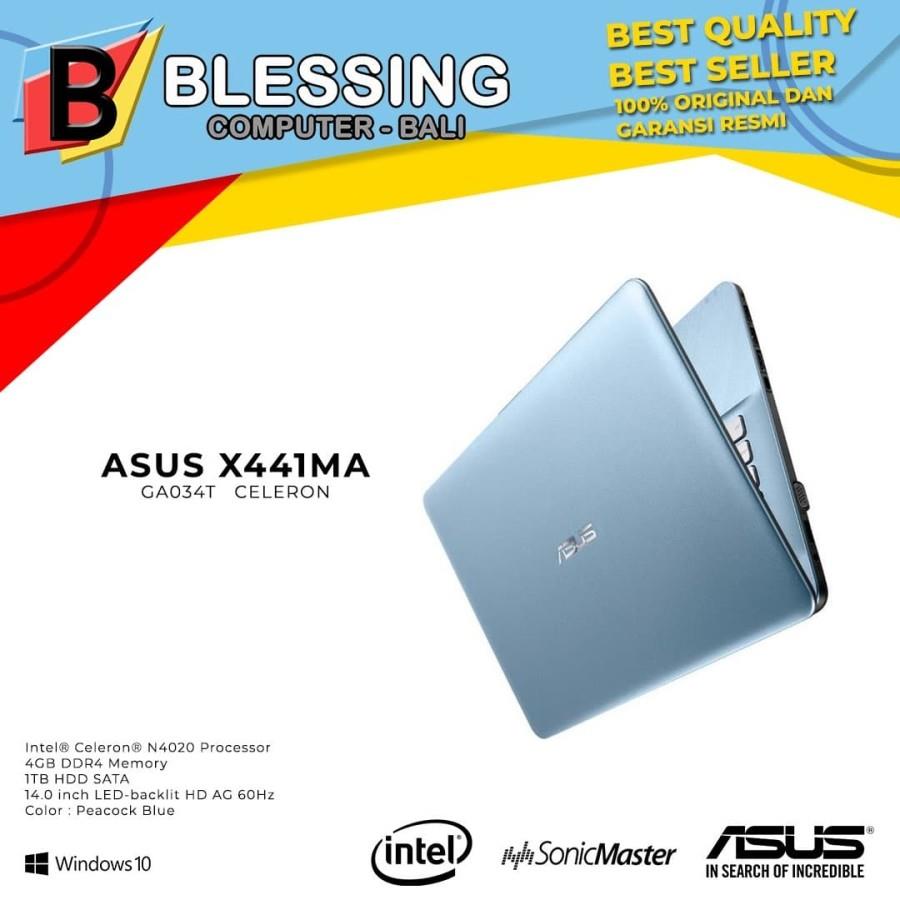 B BLESSING
COMPUTER - BALI
BEST QUALITY
BEST SELLER
100% ORIGINAL DAN
GARANSI RESMI
ASUS X441MA
GA034T CELERON
ASUS
Intel® Celeron® N4020 Processor
4GB DDR4 Memory
1TB HDD SATA
14.0 inch LED-backlit HD AG 60Hz
Color : Peacock Blue
Windows 10
intel®
SonicMaster
ASUS®
IN SEARCH OF INCREDIBLE